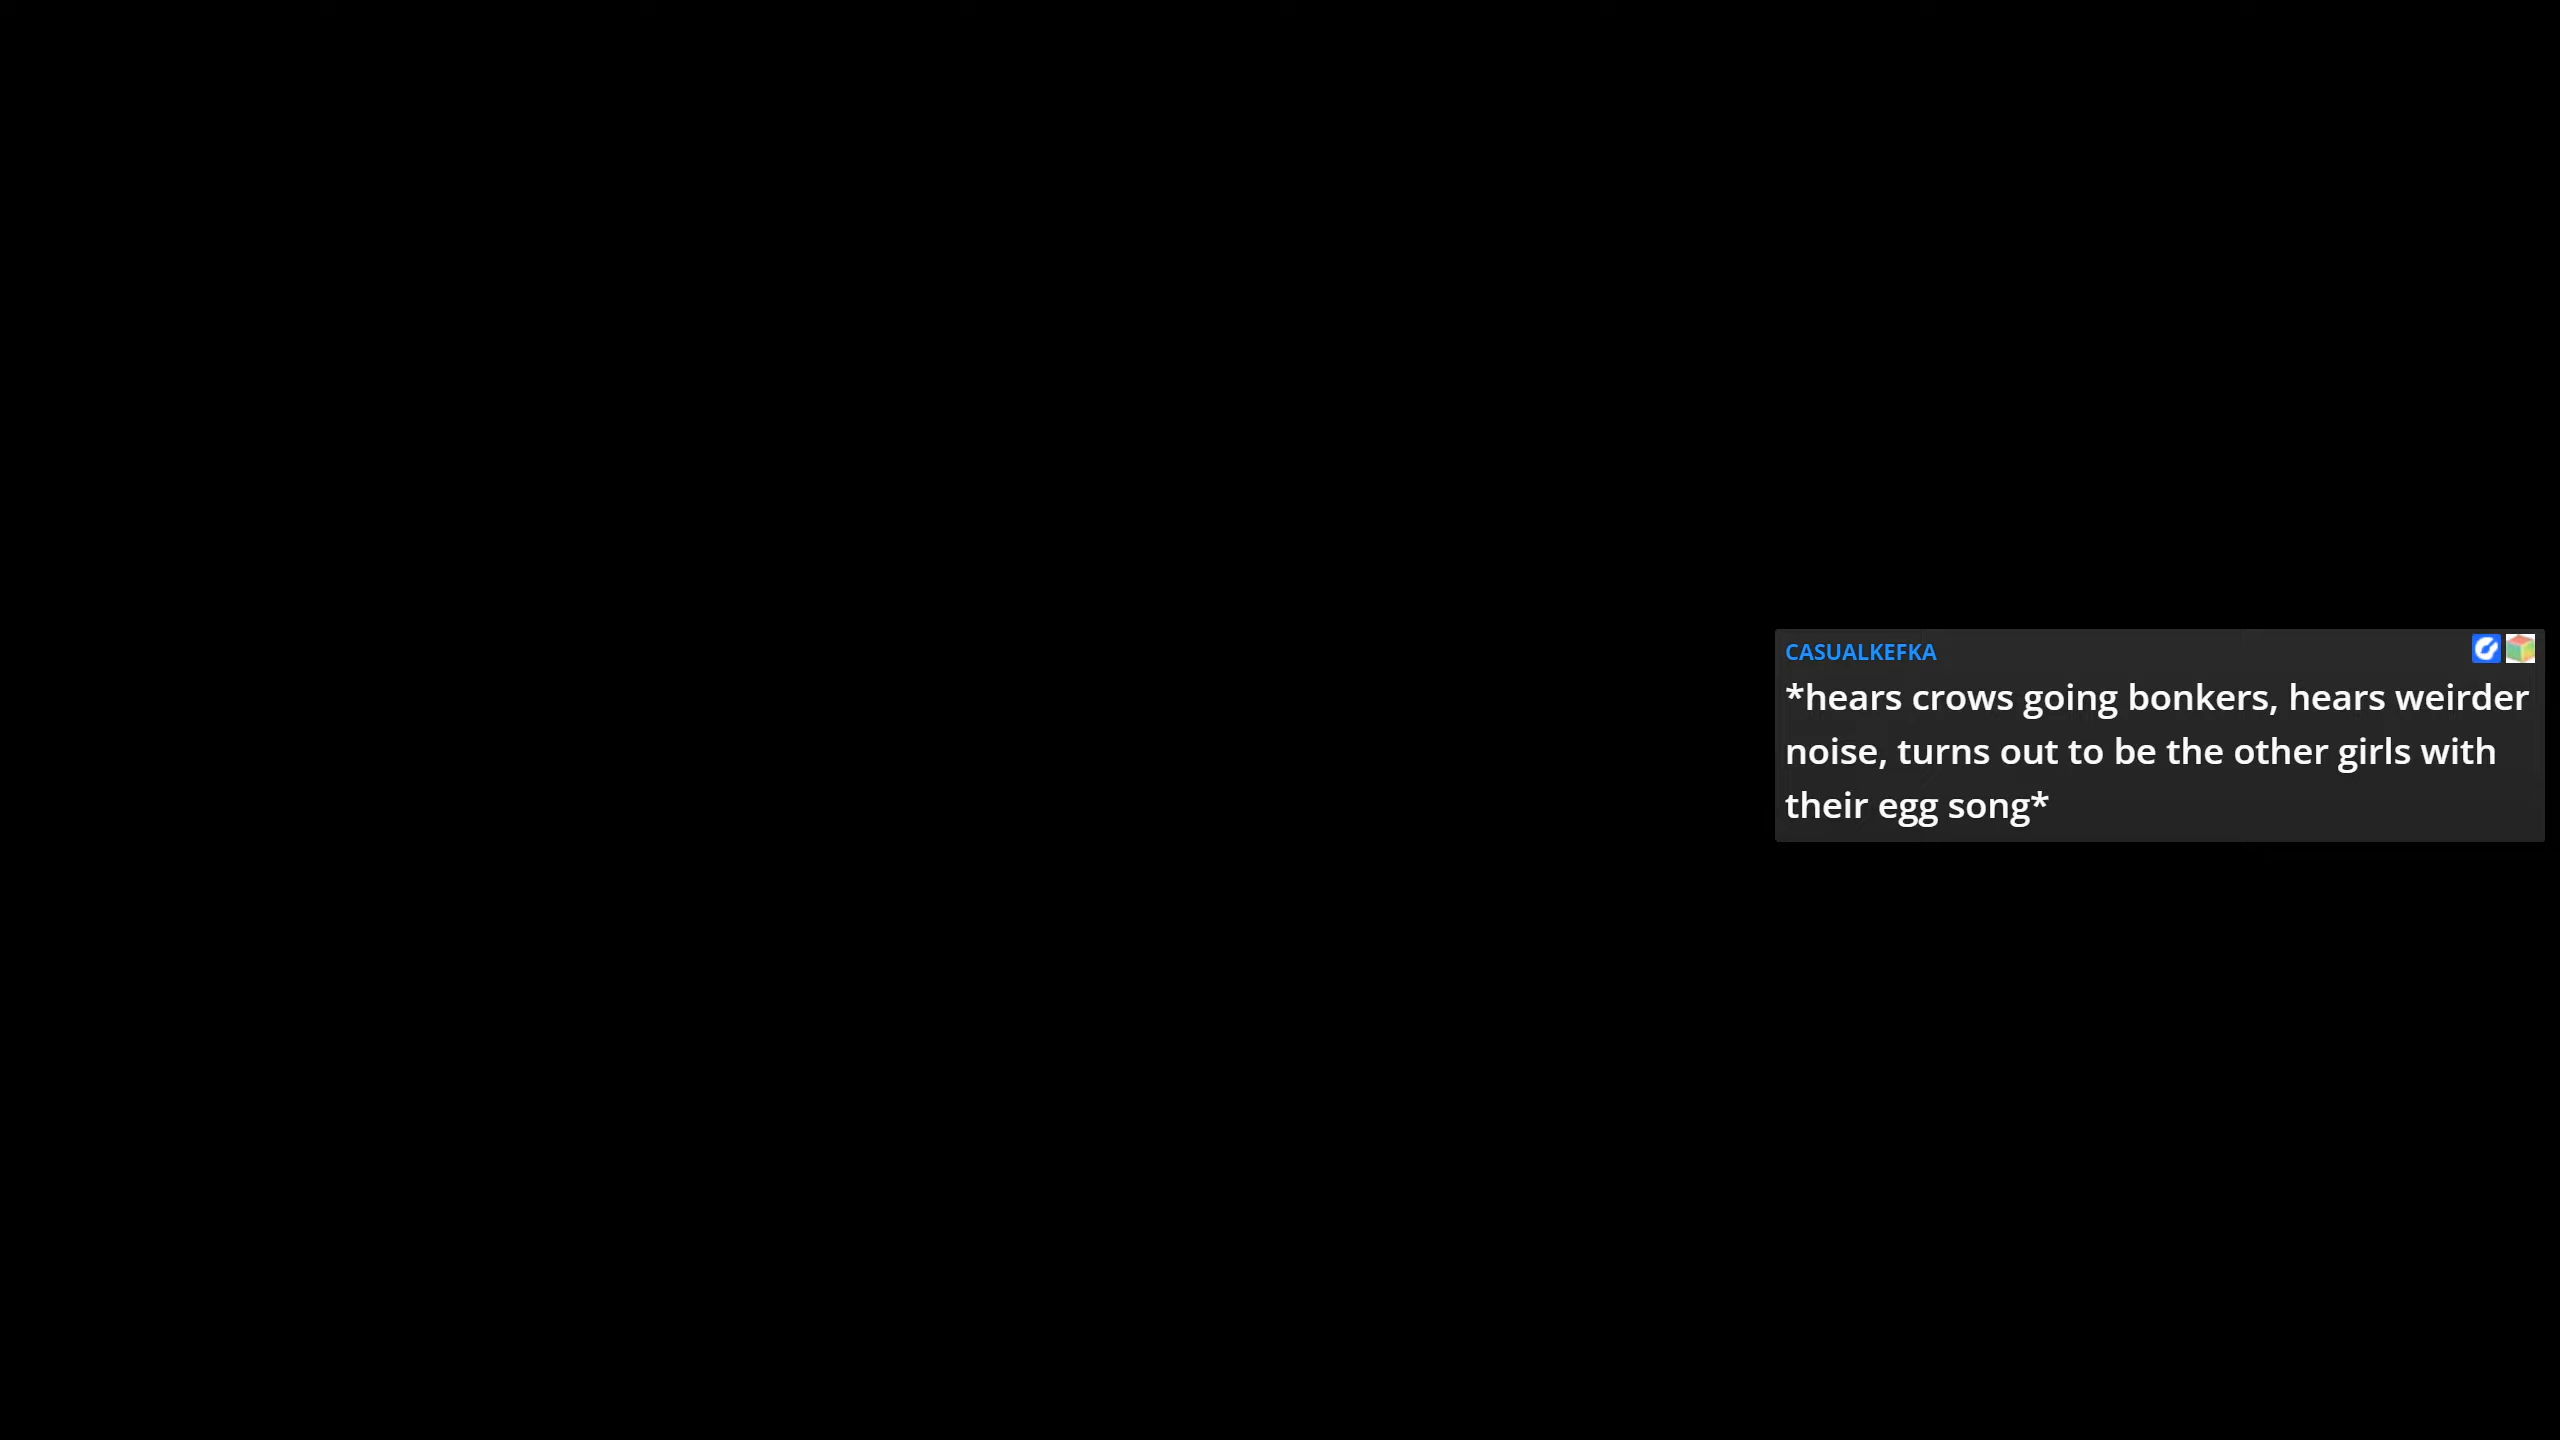 CASUALKEFKA
*hears crows going bonkers, hears weirder
noise, turns out to be the other girls with
their egg song*